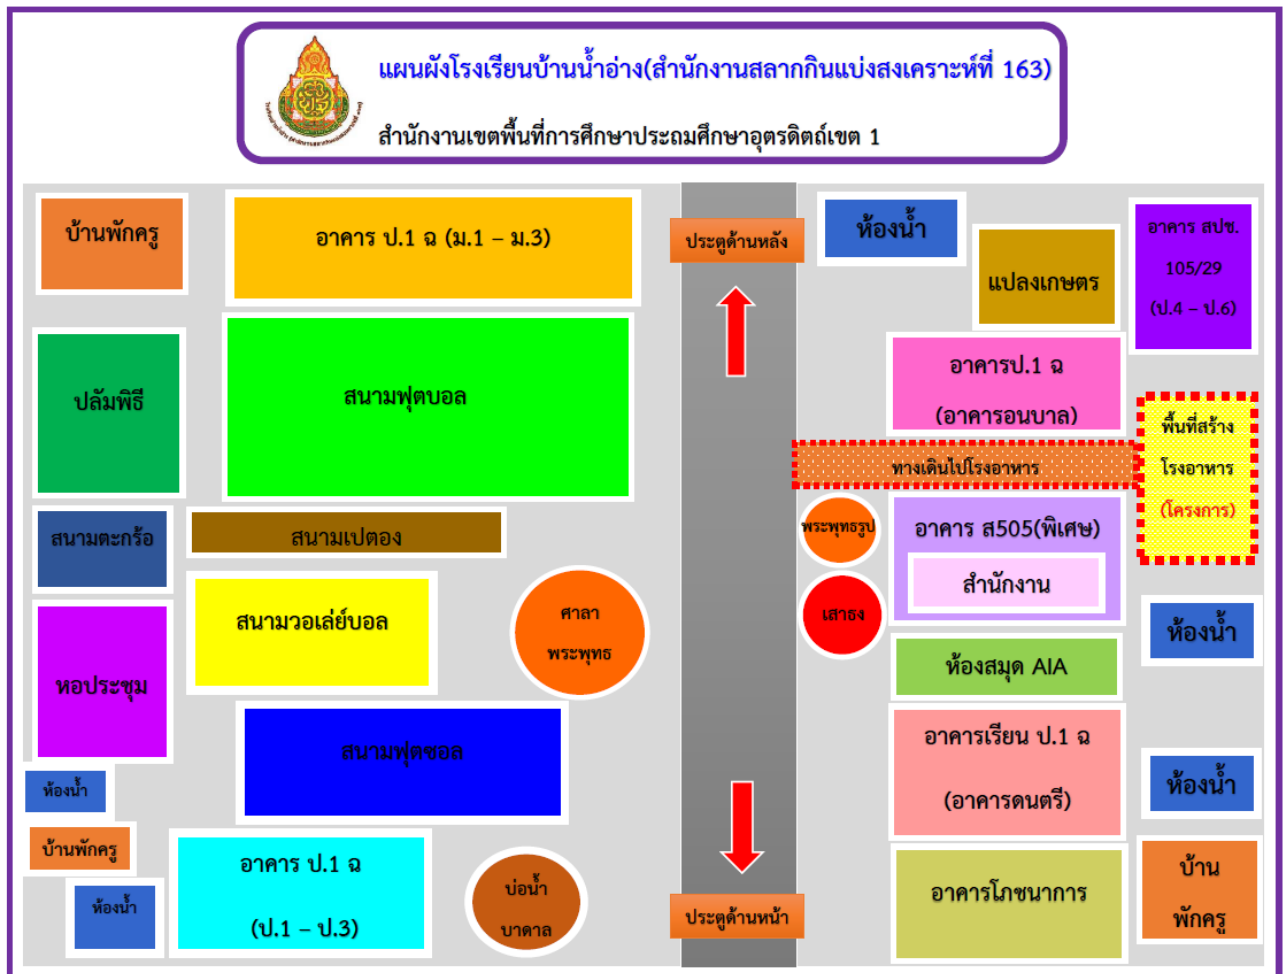 แผนผังโรงเรียนบ้านน้ำอ่าง(สำนักงานสลากกินแบ่งสงเคราะห์ที่ 163)
สำนักงานเขตพื้นที่การศึกษาประถมศึกษาอุตรดิตถ์เขต 1
บ้านพักครู
อาคาร ป.1 ฉ (ม.1 – ม.3)
ประตูด้านหลัง
ห้องน้ำ
แปลงเกษตร
อาคาร สปช.
105/29
(ป.4 – ป.6)
ปลัมพิธี
สนามฟุตบอล
อาคารป.1 ฉ
(อาคารอนบาล)
ทางเดินไปโรงอาหาร
พื้นที่สร้าง
โรงอาหาร
(โครงการ)
สนามตะกร้อ
สนามเปตอง
พระพุทธรูป
อาคาร ส505(พิเศษ)
สำนักงาน
สนามวอเล่ย์บอล
ศาลา
พระพุทธ
เสาธง
ห้องน้ำ
หอประชุม
ห้องสมุด AIA
สนามฟุตซอล
อาคารเรียน ป.1 ฉ
(อาคารดนตรี)
ห้องน้ำ
ห้องน้ำ
บ้านพักครู
ห้องน้ำ
อาคาร ป.1 ฉ
(ป.1 – ป.3)
บ่อน้ำ
บาดาล
ประตูด้านหน้า
อาคารโภชนาการ
บ้าน
พักครู